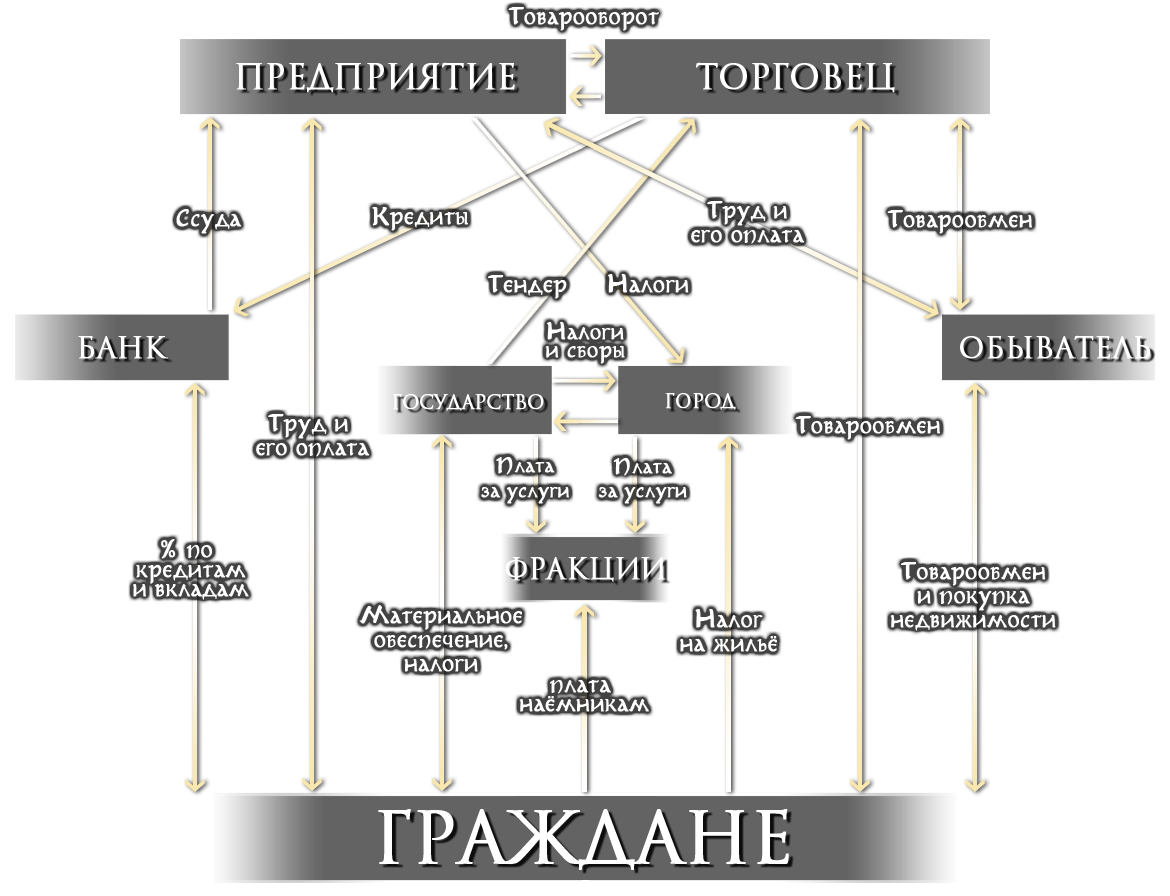 Товарооборот
ПРЕДПРИЯТИЕ
ТОРГОВЕЦ
Ссуда
Кредиты
Труд и
его оплата
Товарообмен
Тендер
Налоги
Налоги
и сборы
БАНК
ОБЫВАТЕЛЬ
ГОСУДАРСТВО
ГОРОД
Труд и
его оплата
Товарообмен
Плата
за услуги
Плата
за услуги
% по
кредитам
и вкладам
ФРАКЦИИ
Товарообмен
и покупка
недвижимости
Материальное
обеспечение,
налоги
Налог
на жильё
плата
наёмникам
ГРАЖДАНЕ